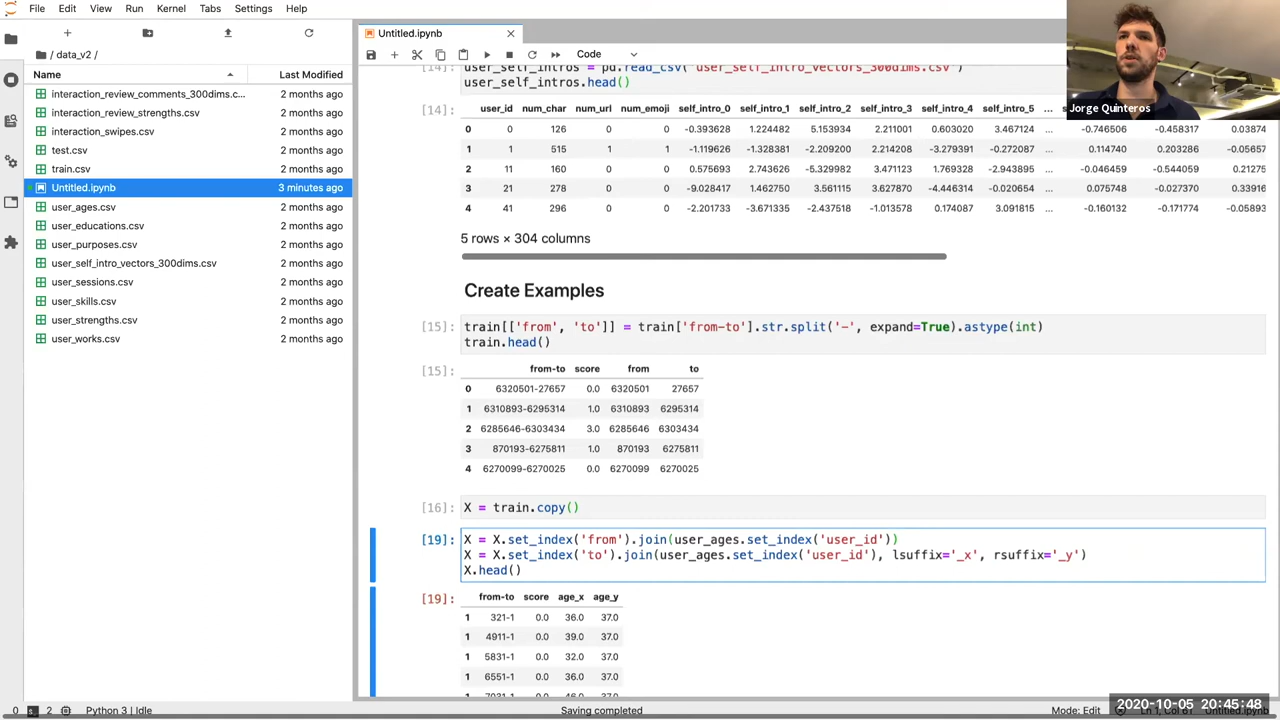 File Edit View Run Kernel Tabs Settings Help
/ data_v2 /
Name Last Modified
interaction_review_comments_300dims.c... 2 months ago
interaction_review_strengths.csv 2 months ago
interaction_swipes.csv 2 months ago
test.csv 2 months ago
train.csv 2 months ago
Untitled.ipynb 3 minutes ago
user_ages.csv 2 months ago
user_educations.csv 2 months ago
user_purposes.csv 2 months ago
user_self_intro_vectors_300dims.csv 2 months ago
user_sessions.csv 2 months ago
user_skills.csv 2 months ago
user_strengths.csv 2 months ago
user_works.csv 2 months ago
Untitled.ipynb
Code
[14]: user_self_intros = pd.read_csv('user_self_intro_vectors_300dims.csv')
user_self_intros.head()
[14]: user_id num_char num_url num_emoji self_intro_0 self_intro_1 self_intro_2 self_intro_3 self_intro_4 self_intro_5 ...
0 0 126 0 0 -0.393628 1.224482 5.153934 2.211001 0.603020 3.467124 ... -0.746506 -0.458317 0.03874
1 1 515 1 1 -1.119626 -1.328381 -2.209200 2.214208 -3.279391 -0.272087 ... 0.114740 0.203286 -0.05657
2 11 160 0 0 0.575693 2.743626 -5.329982 3.471123 1.769328 -2.943895 ... -0.046459 -0.544059 0.21275
3 21 278 0 0 -9.028417 1.462750 3.561115 3.627870 -4.446314 -0.020654 ... 0.075748 -0.027370 0.33916
4 41 296 0 0 -2.201733 -3.671335 -2.437518 -1.013578 0.174087 3.091815 ... -0.160132 -0.171774 -0.05893
5 rows × 304 columns
Create Examples
[15]: train[['from', 'to']] = train['from-to'].str.split('-', expand=True).astype(int)
train.head()
[15]: from-to score from to
0 6320501-27657 0.0 6320501 27657
1 6310893-6295314 1.0 6310893 6295314
2 6285646-6303434 3.0 6285646 6303434
3 870193-6275811 1.0 870193 6275811
4 6270099-6270025 0.0 6270099 6270025
[16]: X = train.copy()
[19]: X = X.set_index('from').join(user_ages.set_index('user_id'))
X = X.set_index('to').join(user_ages.set_index('user_id'), lsuffix='_x', rsuffix='_y')
X.head()
[19]: from-to score age_x age_y
1 321-1 0.0 36.0 37.0
1 4911-1 0.0 39.0 37.0
1 5831-1 0.0 32.0 37.0
1 6551-1 0.0 36.0 37.0
1 7031-1 0.0 46.0 37.0
Jorge Quinteros
0 2 Python 3 | Idle Saving completed Mode: Edit
2020-10-05 20:45:48